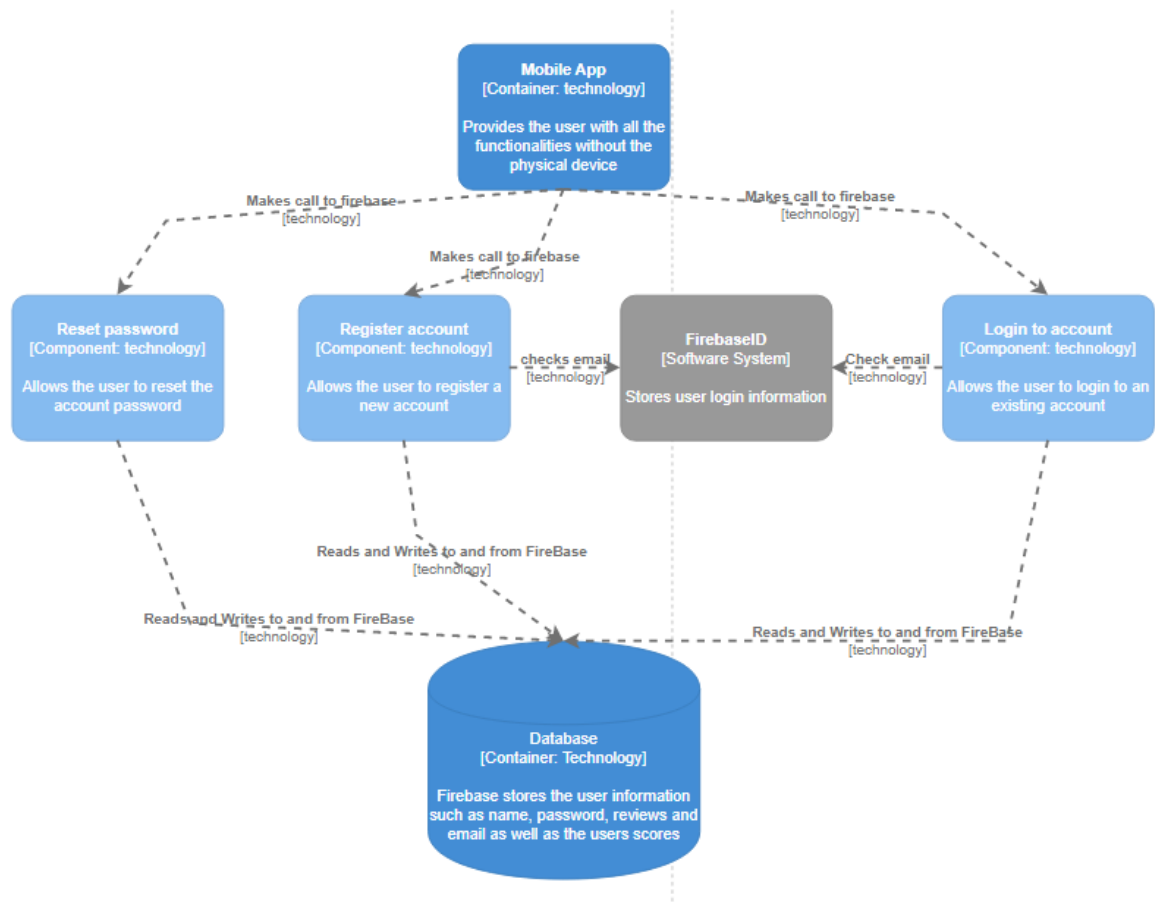 Mobile App
[Container: technology]
Provides the user with all the
functionalities without the
physical device
Makes call to firebase
[technology]
Makes call to firebase
[technology]
Makes call to firebase
[technology]
Reset password
[Component: technology]
Allows the user to reset the
account password
Register account
[Component: technology]
Allows the user to register a
new account
checks email
[technology]
FirebaseID
[Software System]
Stores user login information
Check email
[technology]
Login to account
[Component: technology]
Allows the user to login to an
existing account
Reads and Writes to and from FireBase
[technology]
Reads and Writes to and from FireBase
[technology]
Reads and Writes to and from FireBase
[technology]
Database
[Container: Technology]
Firebase stores the user information
such as name, password, reviews and
email as well as the users scores